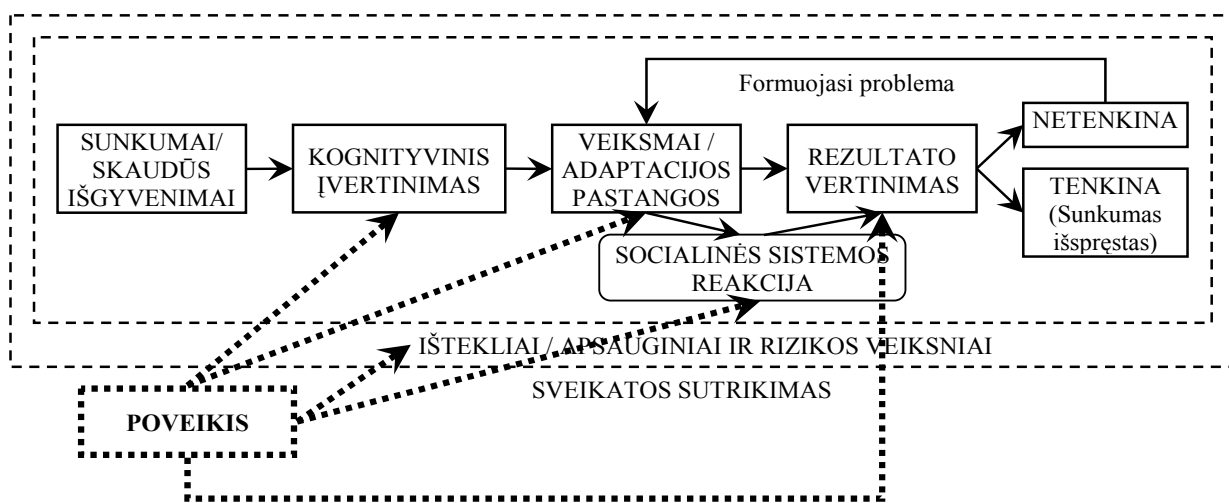 Formuojasi problema
SUNKUMAI/
SKAUDŪS
IŠGYVENIMAI
KOGNITYVINIS
ĮVERTINIMAS
VEIKSMAI /
ADAPTACIJOS
PASTANGOS
REZULTATO
VERTINIMAS
NETENKINA
TENKINA
(Sunkumas
išspręstas)
SOCIALINĖS SISTEMOS
REAKCIJA
IŠTEKLIAI / APSAUGINIAI IR RIZIKOS VEIKSNIAI
SVEIKATOS SUTRIKIMAS
POVEIKIS